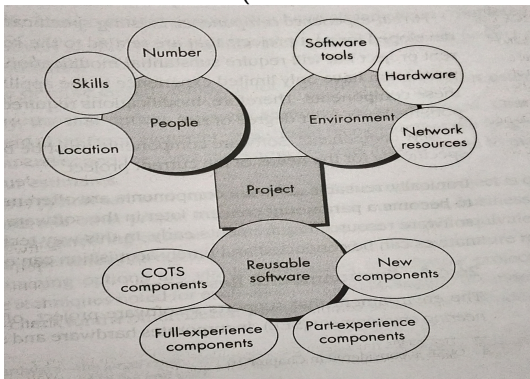 Number
Skills
Location
People
Software
tools
Hardware
Environment
Network
resources
Project
COTS
components
Reusable
software
New
components
Full-experience
components
Part-experience
components